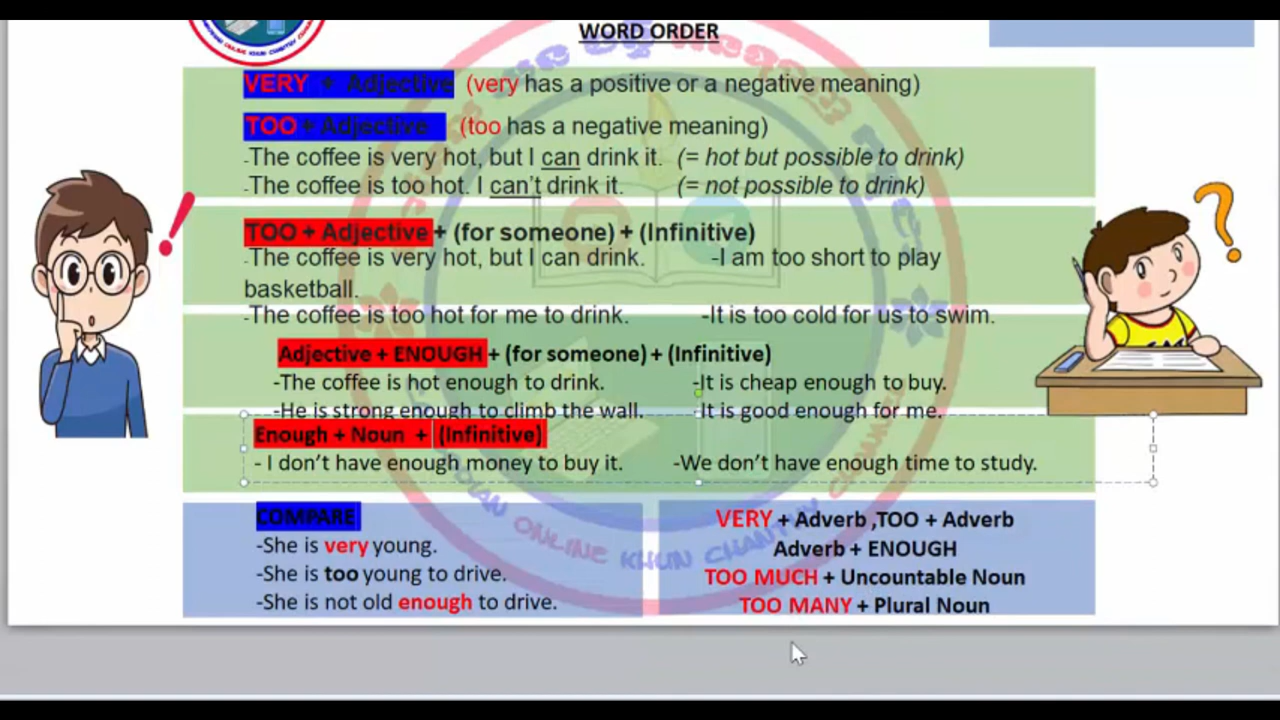 WORD ORDER
VERY + Adjective (very has a positive or a negative meaning)
TOO + Adjective (too has a negative meaning)
-The coffee is very hot, but I can drink it. (= hot but possible to drink)
-The coffee is too hot. I can't drink it. (= not possible to drink)
TOO + Adjective + (for someone) + (Infinitive)
-The coffee is very hot, but I can drink. -I am too short to play
basketball.
-The coffee is too hot for me to drink. -It is too cold for us to swim.
Adjective + ENOUGH + (for someone) + (Infinitive)
-The coffee is hot enough to drink. -It is cheap enough to buy.
-He is strong enough to climb the wall. -It is good enough for me.
Enough + Noun + (Infinitive)
- I don't have enough money to buy it. -We don't have enough time to study.
COMPARE
-She is very young.
-She is too young to drive.
-She is not old enough to drive.
VERY + Adverb ,TOO + Adverb
Adverb + ENOUGH
TOO MUCH + Uncountable Noun
TOO MANY + Plural Noun
ONLINE KHUN CHANTHY